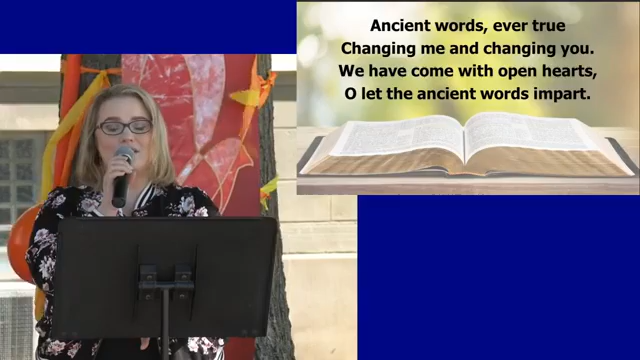 Ancient words, ever true
Changing me and changing you.
We have come with open hearts,
O let the ancient words impart.